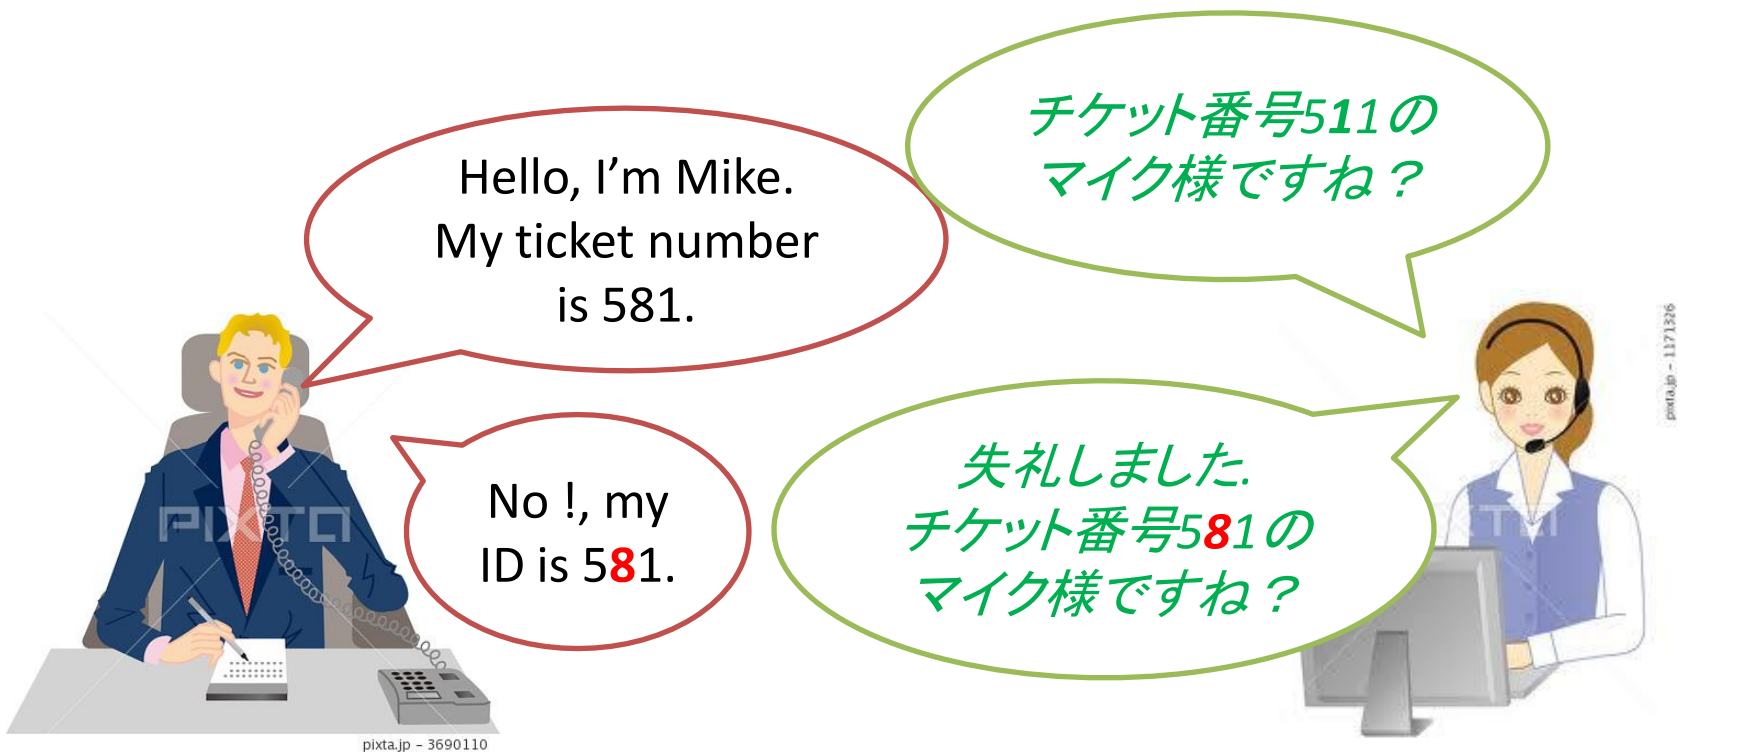 Hello, I’m Mike.
My ticket number
is 581.
チケット番号511の
マイク様ですね？
No !, my
ID is 581.
失礼しました.
チケット番号581の
マイク様ですね？
PIXTA
pixta.jp – 3690110
pixta.jp – 1171326